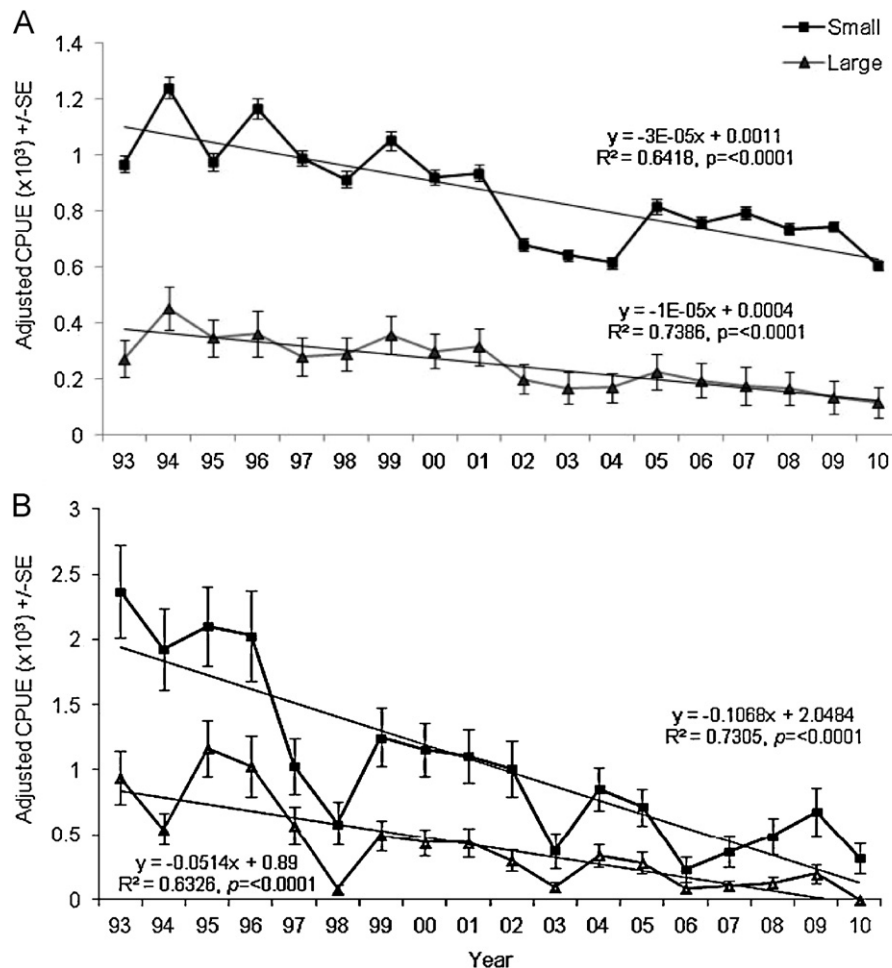 A
Small
Large
Adjusted CPUE (x10³) +/-SE
1.4
1.2
1
0.8
0.6
0.4
0.2
0
y = -3E-05x + 0.0011
R² = 0.6418, p=<0.0001
y = -1E-05x + 0.0004
R² = 0.7386, p=<0.0001
93 94 95 96 97 98 99 00 01 02 03 04 05 06 07 08 09 10
B
Adjusted CPUE (x10³) +/-SE
3
2.5
2
1.5
1
0.5
0
y = -0.1068x + 2.0484
R² = 0.7305, p=<0.0001
y = -0.0514x + 0.89
R² = 0.6326, p=<0.0001
93 94 95 96 97 98 99 00 01 02 03 04 05 06 07 08 09 10
Year